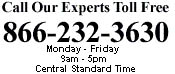 Call Our Experts Toll Free
866-232-3630
Monday - Friday
9am - 5pm
Central Standard Time